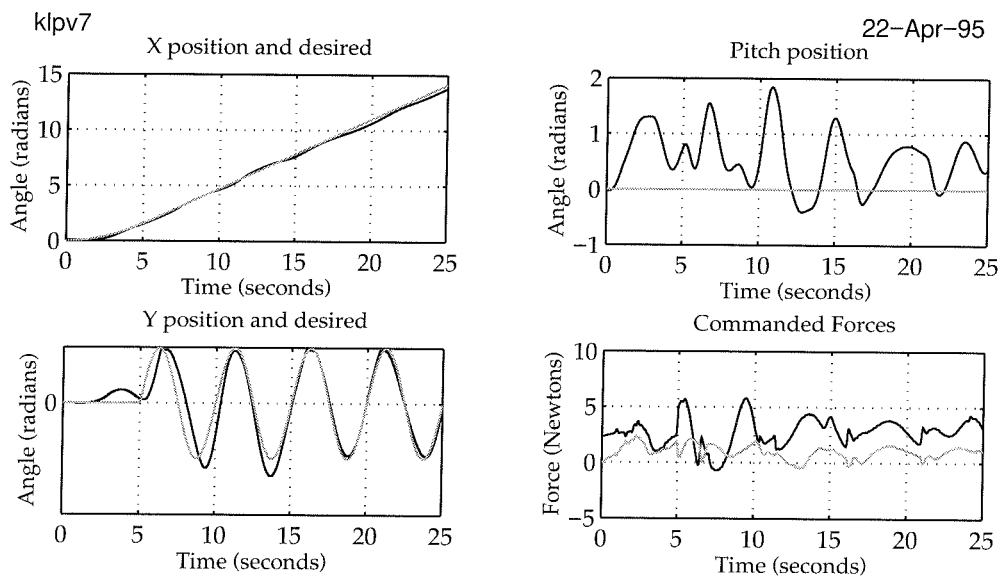 klpv7
22-Apr-95
X position and desired
Angle (radians)
15
10
5
0
0 5 10 15 20 25
Time (seconds)
Pitch position
Angle (radians)
2
1
0
-1
0 5 10 15 20 25
Time (seconds)
Y position and desired
Angle (radians)
0
0 5 10 15 20 25
Time (seconds)
Commanded Forces
Force (Newtons)
10
5
0
-5
0 5 10 15 20 25
Time (seconds)